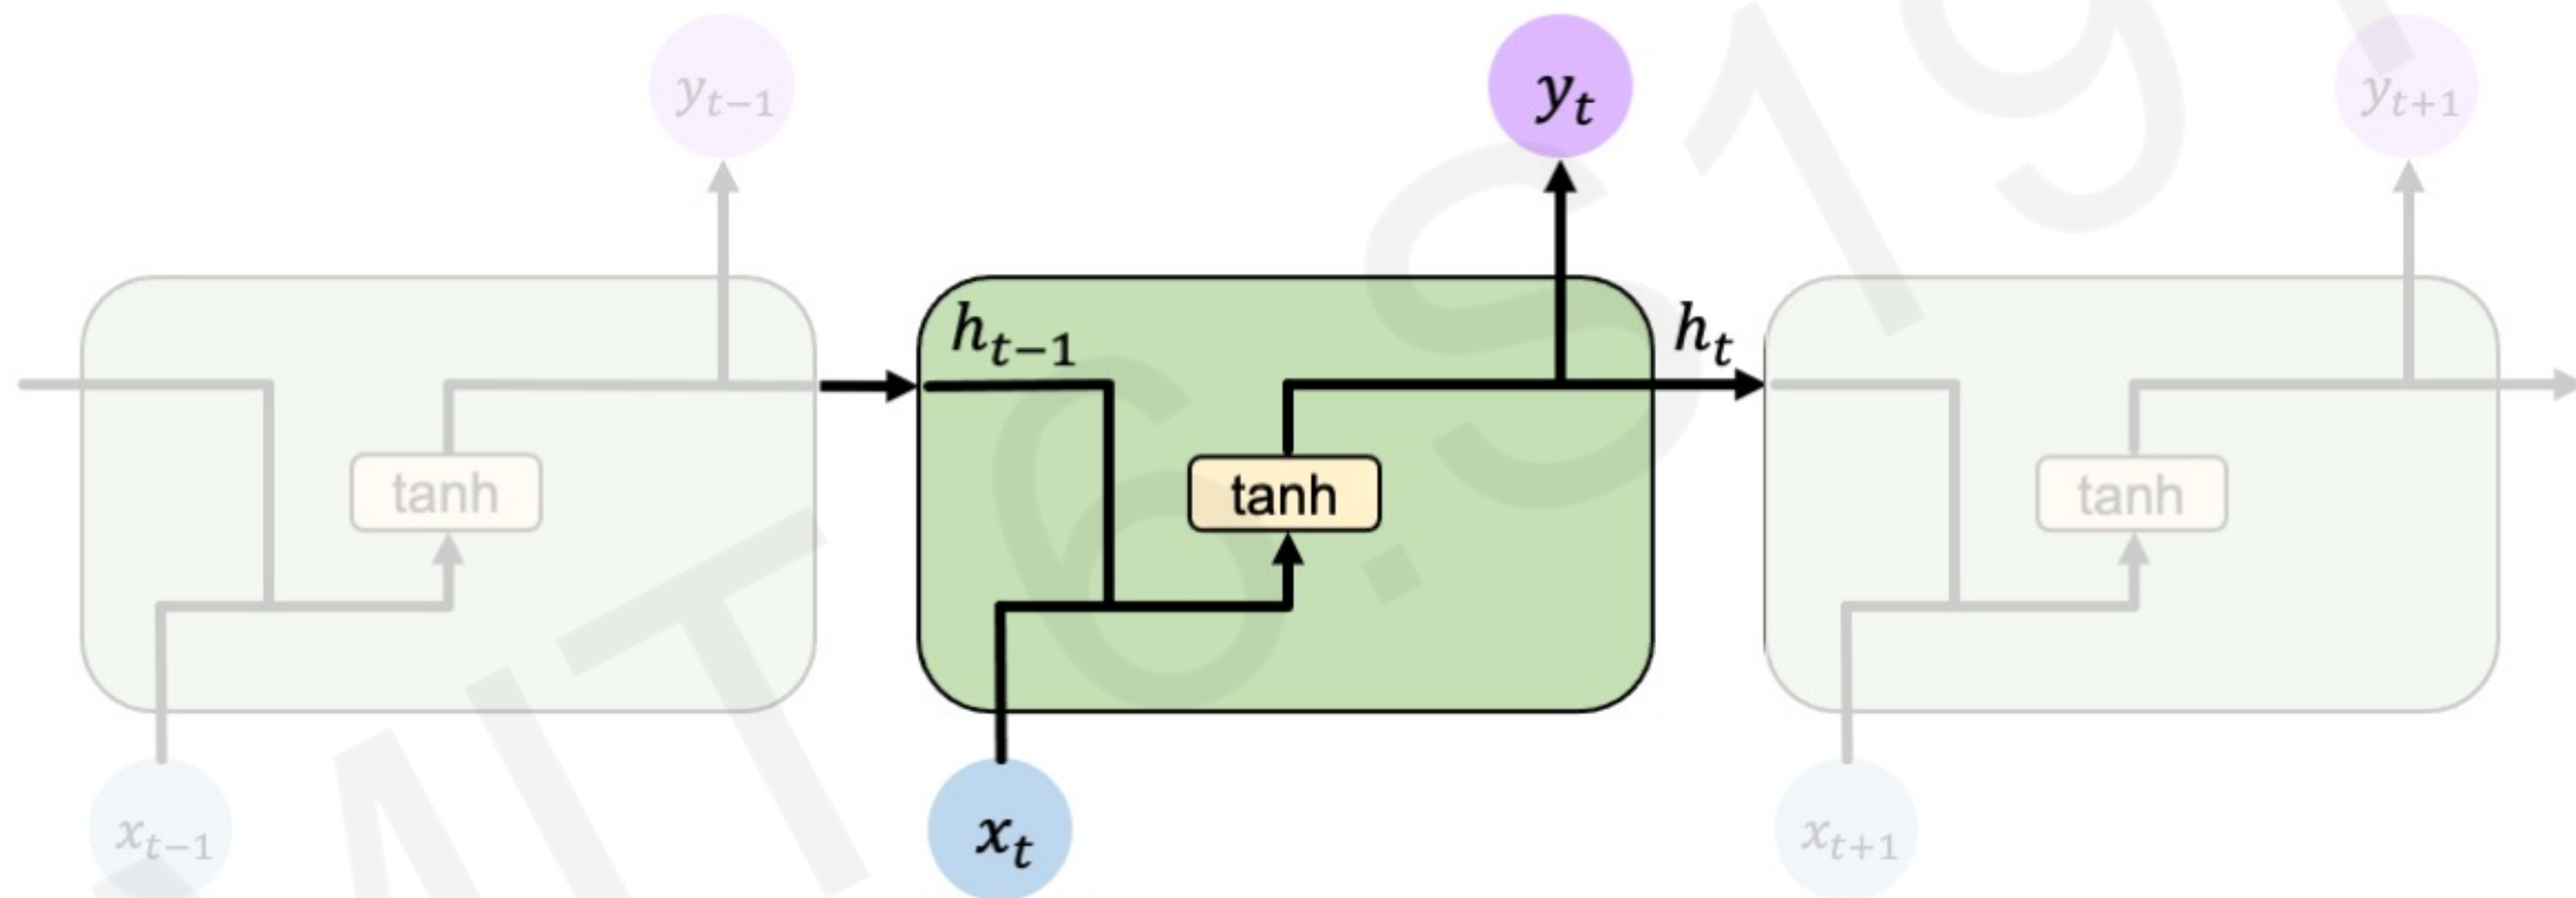 y_{t-1}
y_t
y_{t+1}
h_{t-1}
h_t
tanh
tanh
tanh
x_{t-1}
x_t
x_{t+1}
MIT 6.S191